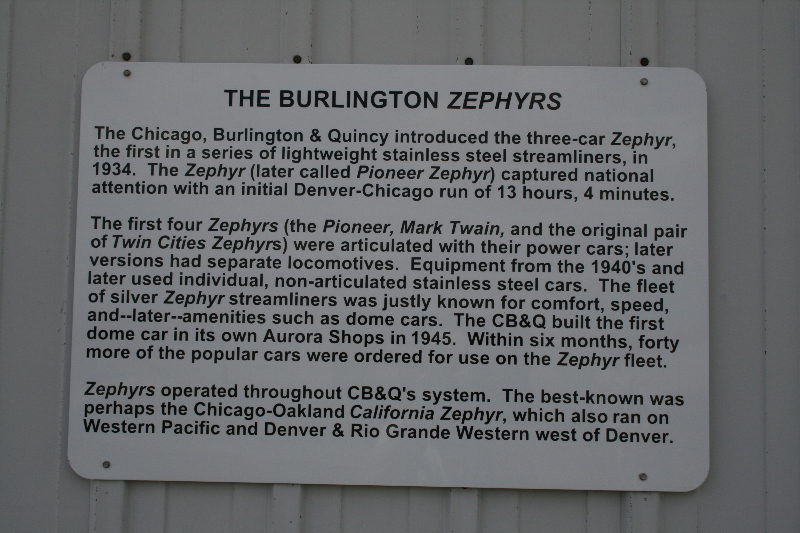 THE BURLINGTON ZEPHYRS
The Chicago, Burlington & Quincy introduced the three-car Zephyr,
the first in a series of lightweight stainless steel streamliners, in
1934. The Zephyr (later called Pioneer Zephyr) captured national
attention with an initial Denver-Chicago run of 13 hours, 4 minutes.
The first four Zephyrs (the Pioneer, Mark Twain, and the original pair
of Twin Cities Zephyrs) were articulated with their power cars; later
versions had separate locomotives. Equipment from the 1940's and
later used individual, non-articulated stainless steel cars. The fleet
of silver Zephyr streamliners was justly known for comfort, speed,
and--later--amenities such as dome cars. The CB&Q built the first
dome car in its own Aurora Shops in 1945. Within six months, forty
more of the popular cars were ordered for use on the Zephyr fleet.
Zephyrs operated throughout CB&Q's system. The best-known was
perhaps the Chicago-Oakland California Zephyr, which also ran on
Western Pacific and Denver & Rio Grande Western west of Denver.